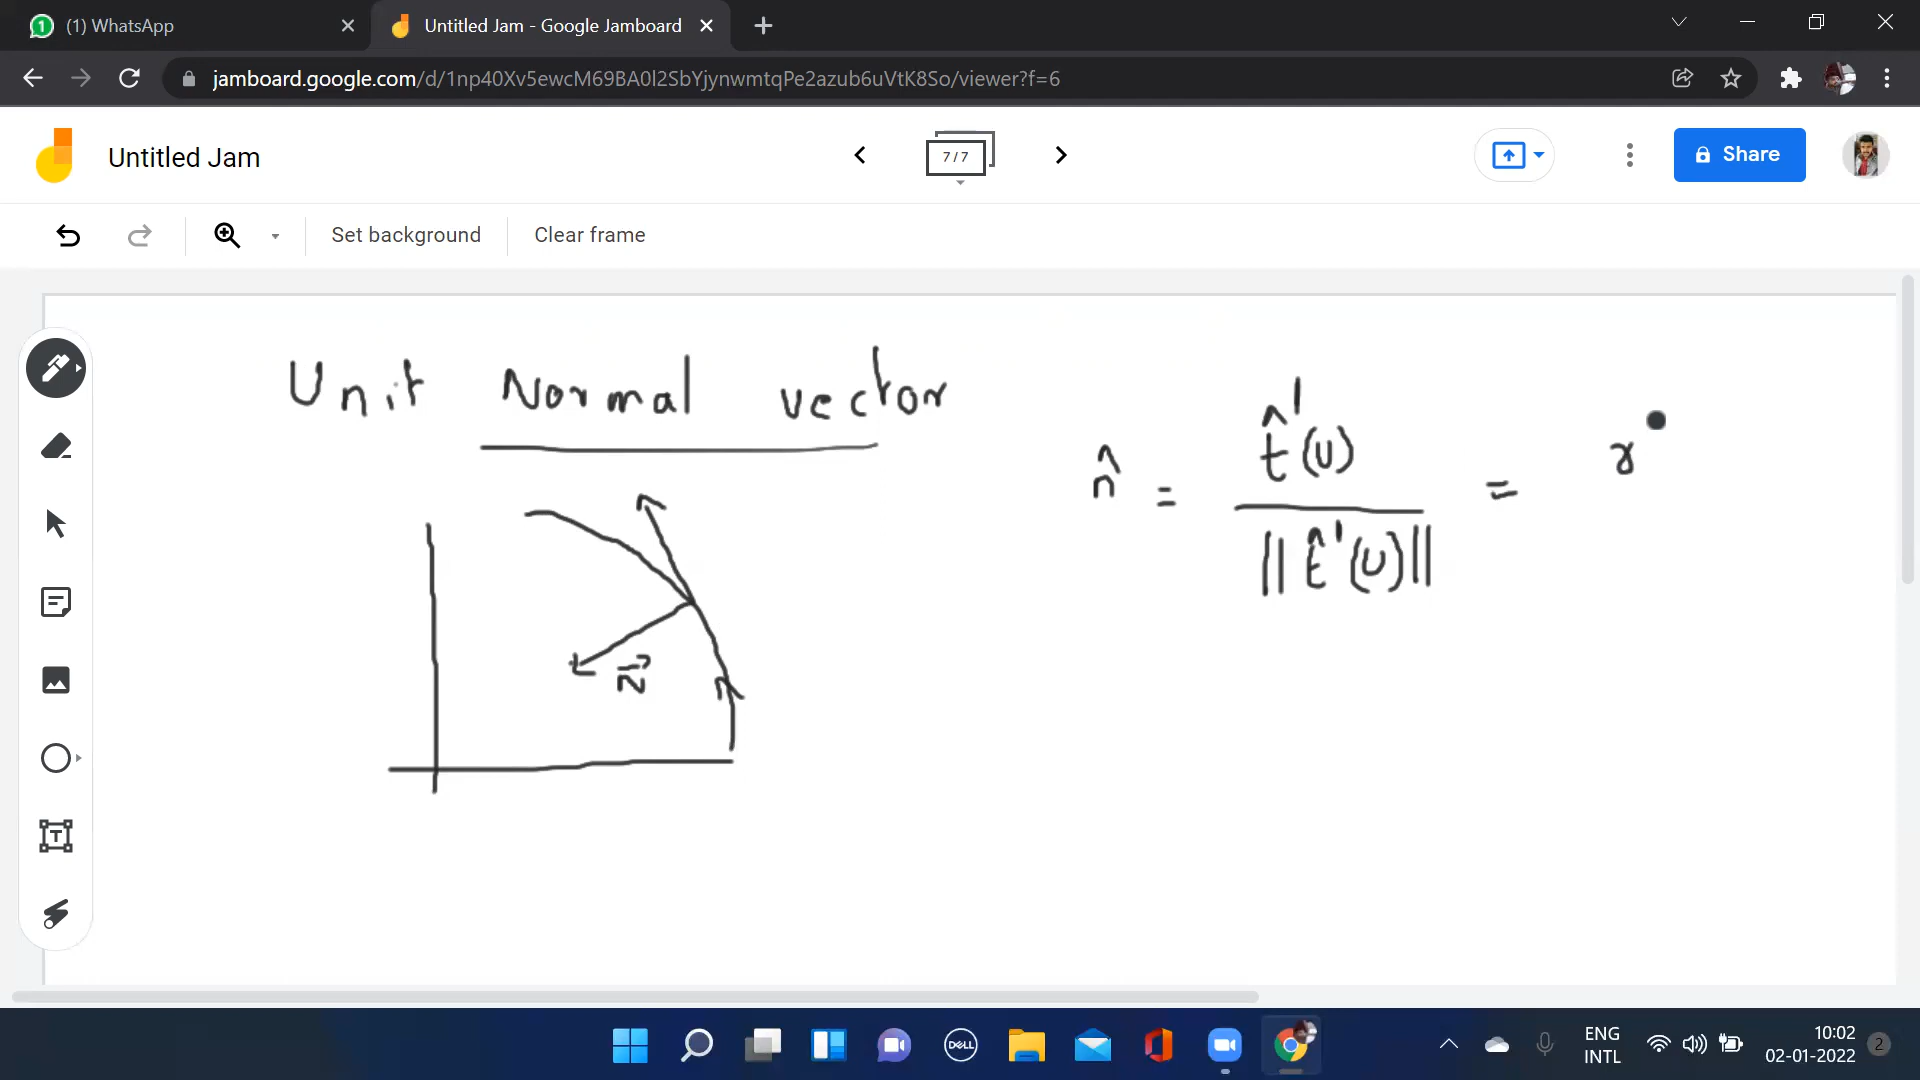 (1) WhatsApp
Untitled Jam - Google Jamboard
jamboard.google.com/d/1np40Xv5ewcM69BA0l2SbYjynwmtqPe2azub6uVtK8So/viewer?f=6
Untitled Jam
7 / 7
Share
Set background
Clear frame
Unit Normal vector
n̂ = t̂'(u) / ||t̂'(u)|| = r
N⃗
DELL
ENG
INTL
10:02
02-01-2022
2